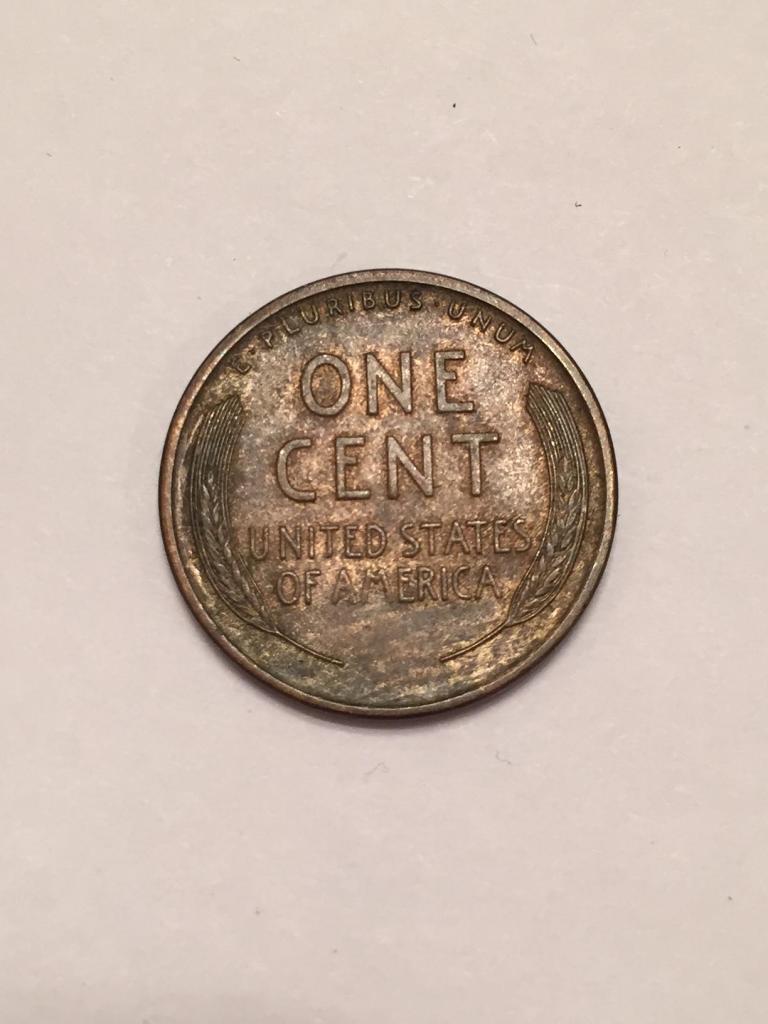 E·PLURIBUS·UNUM
ONE
CENT
UNITED STATES
OF AMERICA